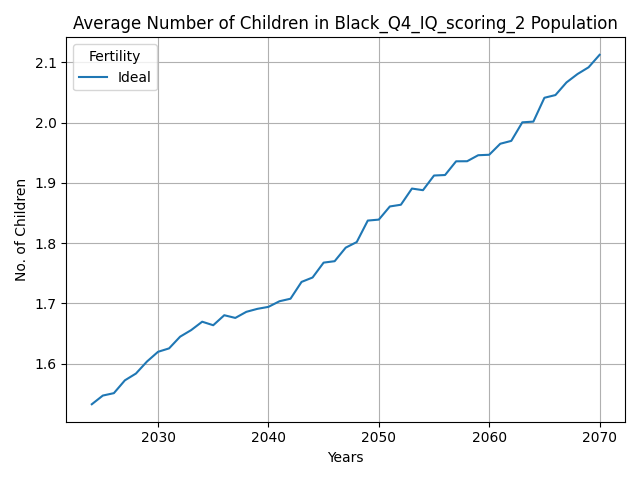 Average Number of Children in Black_Q4_IQ_scoring_2 Population
Fertility
Ideal
No. of Children
2.1
2.0
1.9
1.8
1.7
1.6
2030 2040 2050 2060 2070
Years